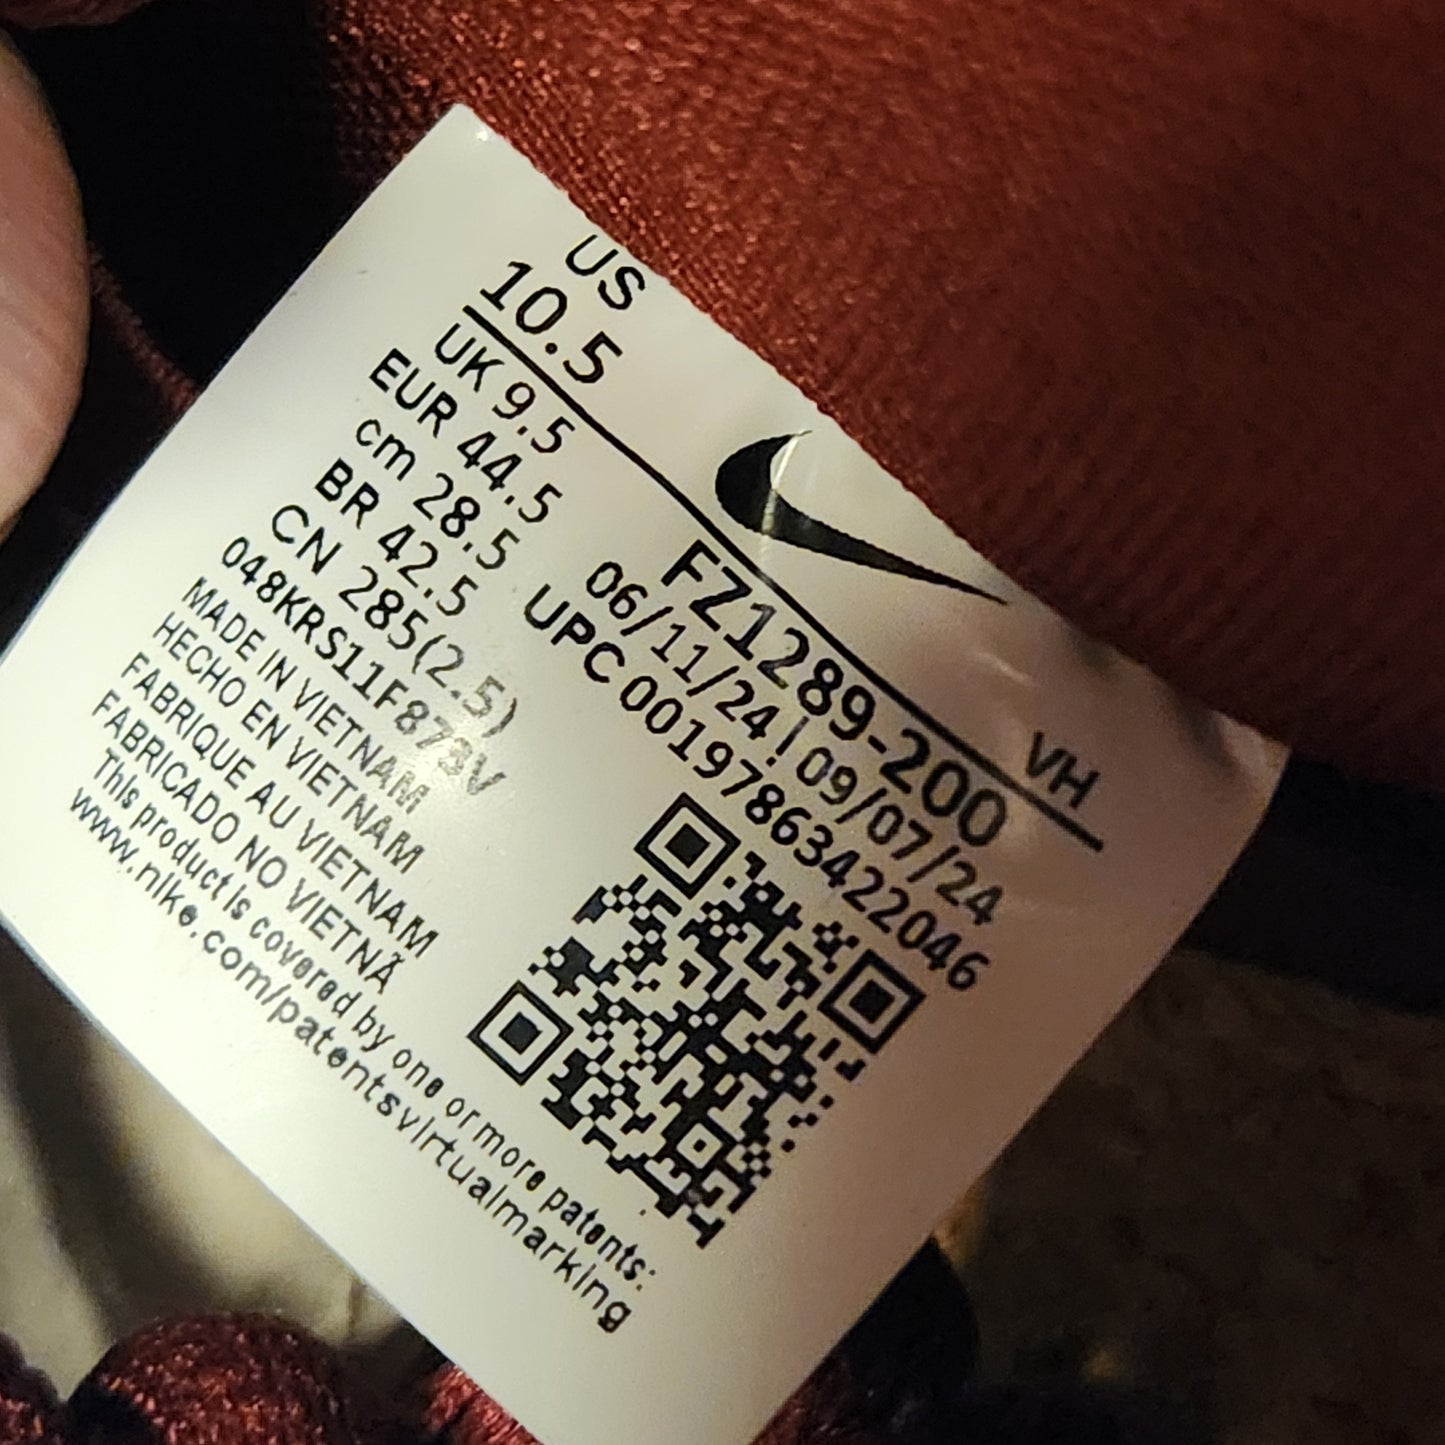 US
10.5
UK 9.5
EUR 44.5
cm 28.5
BR 42.5
CN 285(2.5)
048KRS11F873V
MADE IN VIETNAM
HECHO EN VIETNAM
FABRIQUE AU VIETNAM
FABRICADO NO VIETNÃ
This product is covered by one or more patents:
www.nike.com/patentsvirtualmarking
VH
FZ1289-200
06/11/24 | 09/07/24
UPC 00197863422046